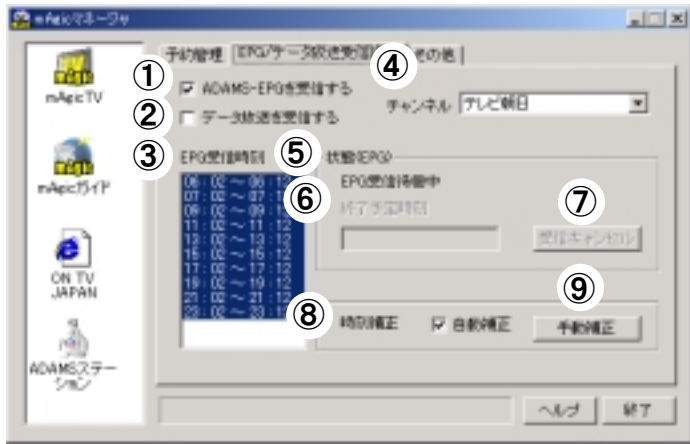 mAgicマネージャ
mAgicTV
mAgicガイド
ON TV
JAPAN
ADAMSステー
ション
予約管理
EPG/データ放送受信
その他
①
ADAMS-EPGを受信する
②
データ放送を受信する
④
チャンネル テレビ朝日
③
EPG受信時刻
06:02～06:12
07:02～07:12
09:02～09:12
11:02～11:12
13:02～13:12
15:02～15:12
17:02～17:12
19:02～19:12
21:02～21:12
23:02～23:12
⑤
状態(EPG)
EPG受信待機中
⑥
終了予定時刻
⑦
受信キャンセル
⑧
時刻補正
自動補正
⑨
手動補正
ヘルプ
終了